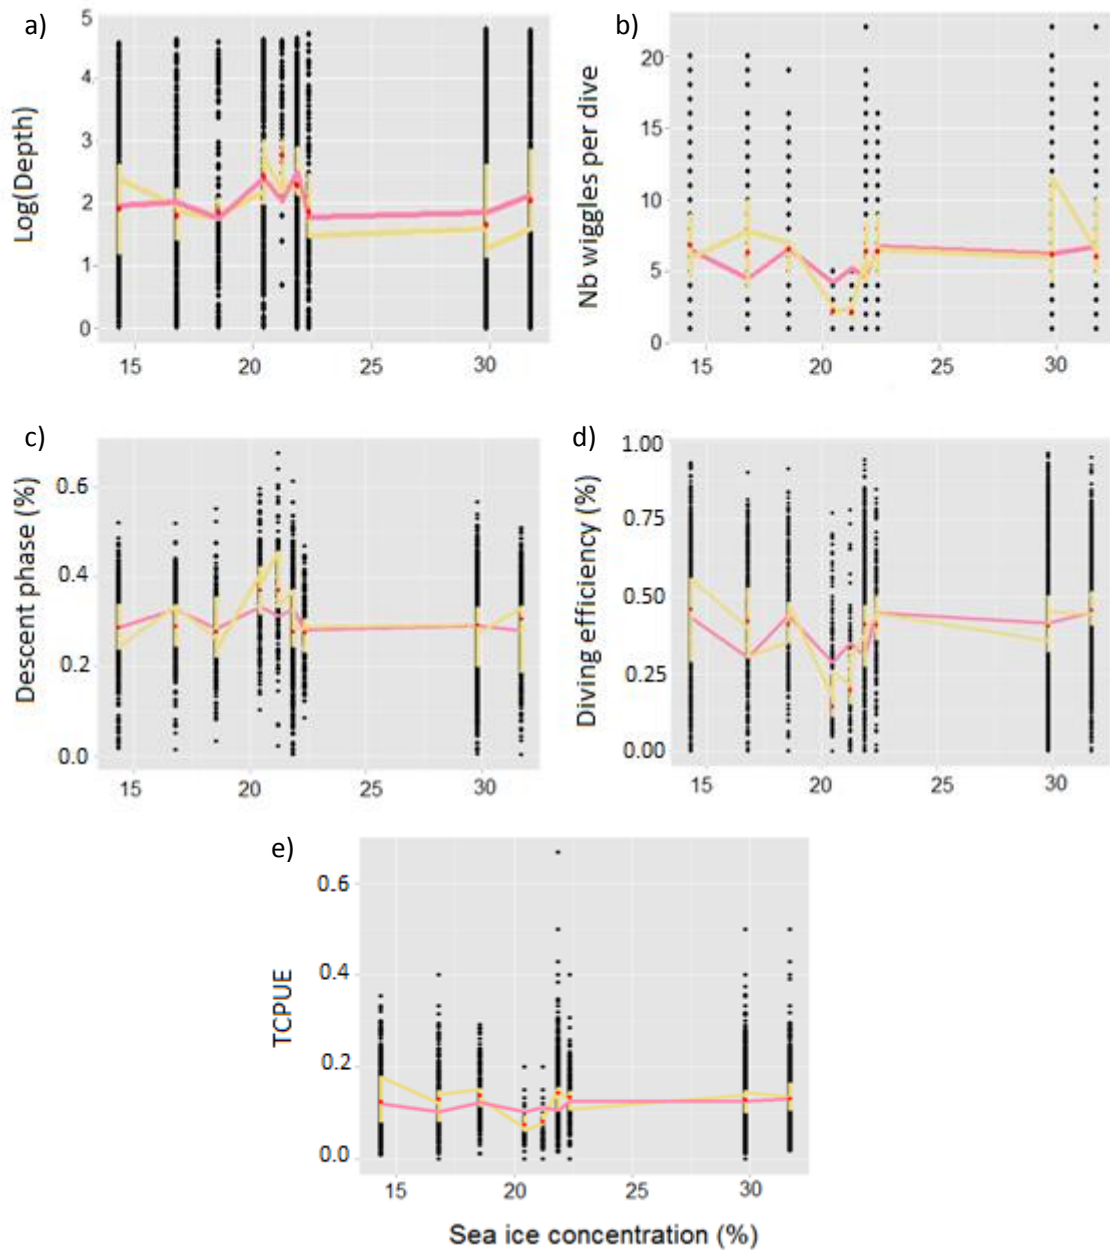 a)
Log(Depth)
5
4
3
2
1
0
15 20 25 30
b)
Nb wiggles per dive
20
15
10
5
0
15 20 25 30
c)
Descent phase (%)
0.6
0.4
0.2
0.0
15 20 25 30
d)
Diving efficiency (%)
1.00
0.75
0.50
0.25
0.00
15 20 25 30
e)
TCPUE
0.6
0.4
0.2
0.0
15 20 25 30
Sea ice concentration (%)